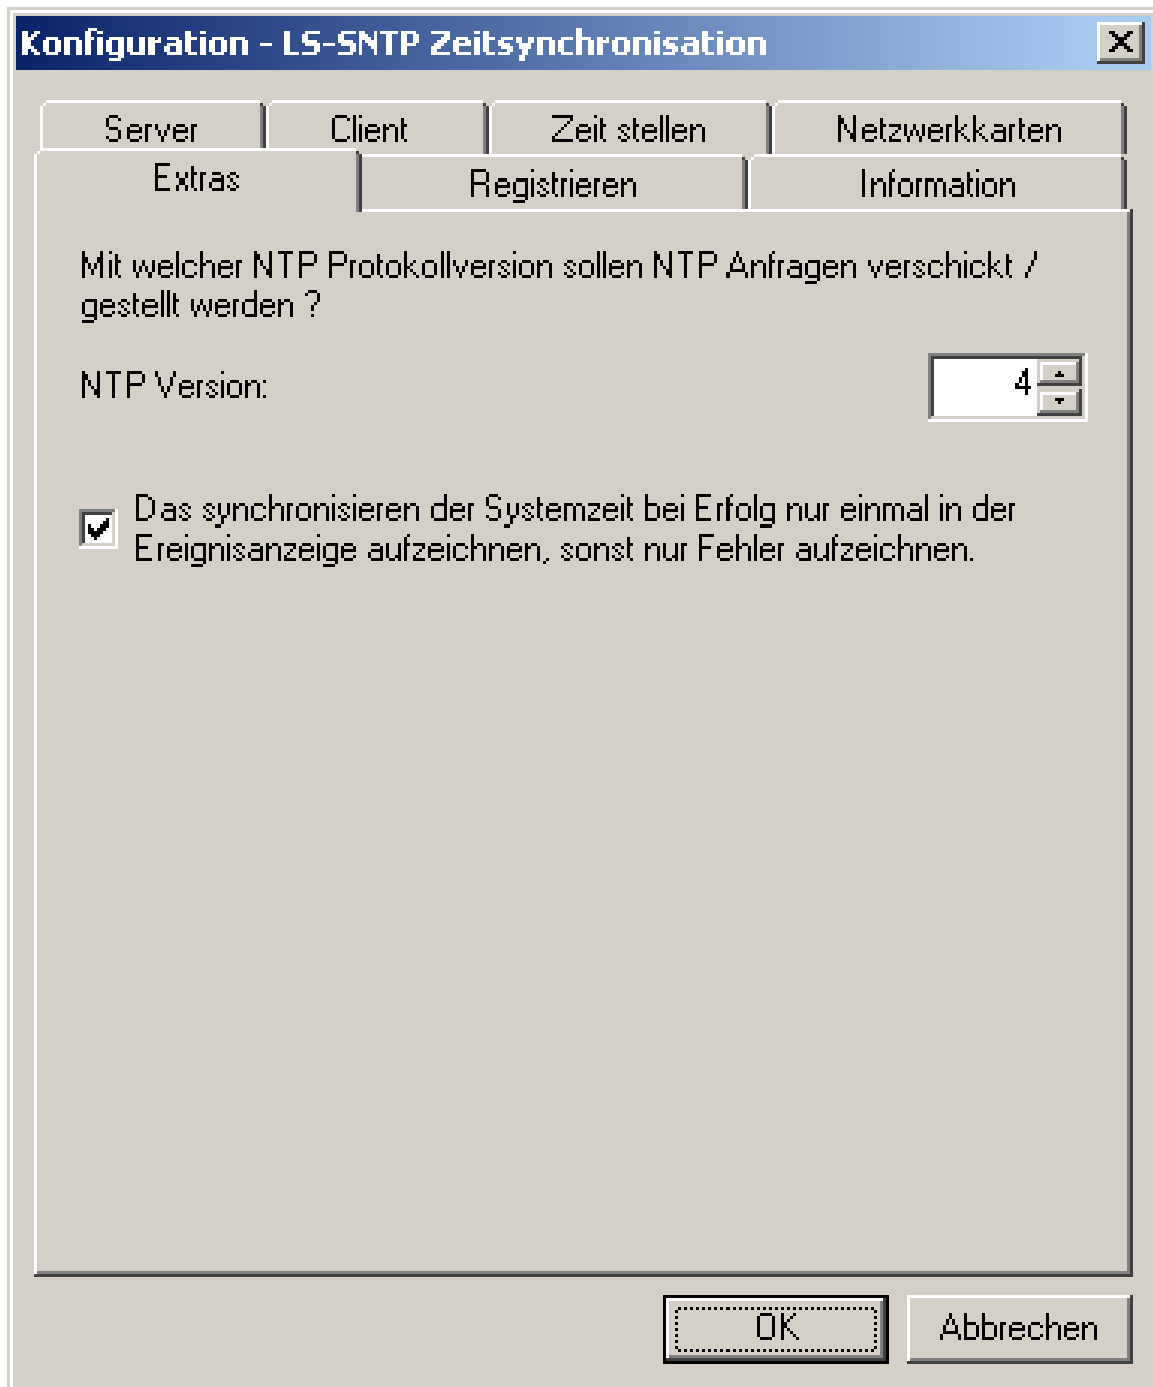 Konfiguration - LS-SNTP Zeitsynchronisation
Server Client Zeit stellen Netzwerkkarten
Extras Registrieren Information
Mit welcher NTP Protokollversion sollen NTP Anfragen verschickt /
gestellt werden ?
NTP Version: 4
Das synchronisieren der Systemzeit bei Erfolg nur einmal in der
Ereignisanzeige aufzeichnen, sonst nur Fehler aufzeichnen.
OK Abbrechen